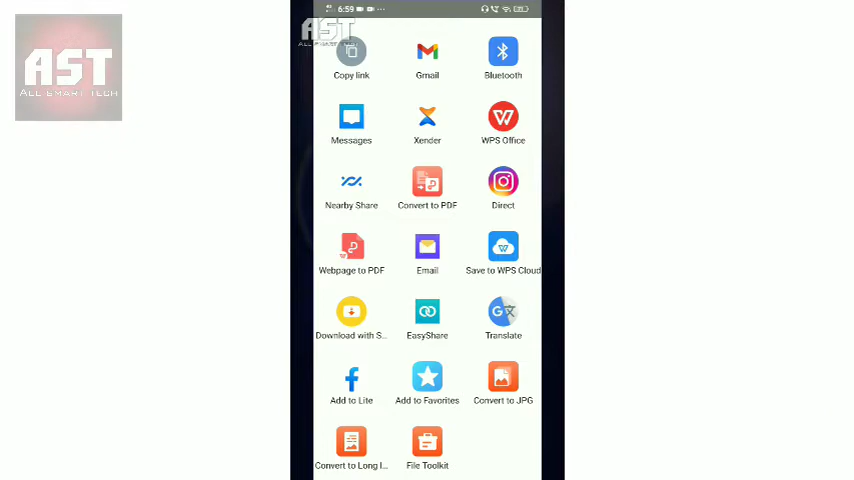 6:59
AST
ALL SMART TECH
AST
Copy link
Gmail
Bluetooth
Messages
Xender
WPS Office
Nearby Share
Convert to PDF
Direct
Webpage to PDF
Email
Save to WPS Cloud
Download with S...
EasyShare
Translate
Add to Lite
Add to Favorites
Convert to JPG
Convert to Long I...
File Toolkit